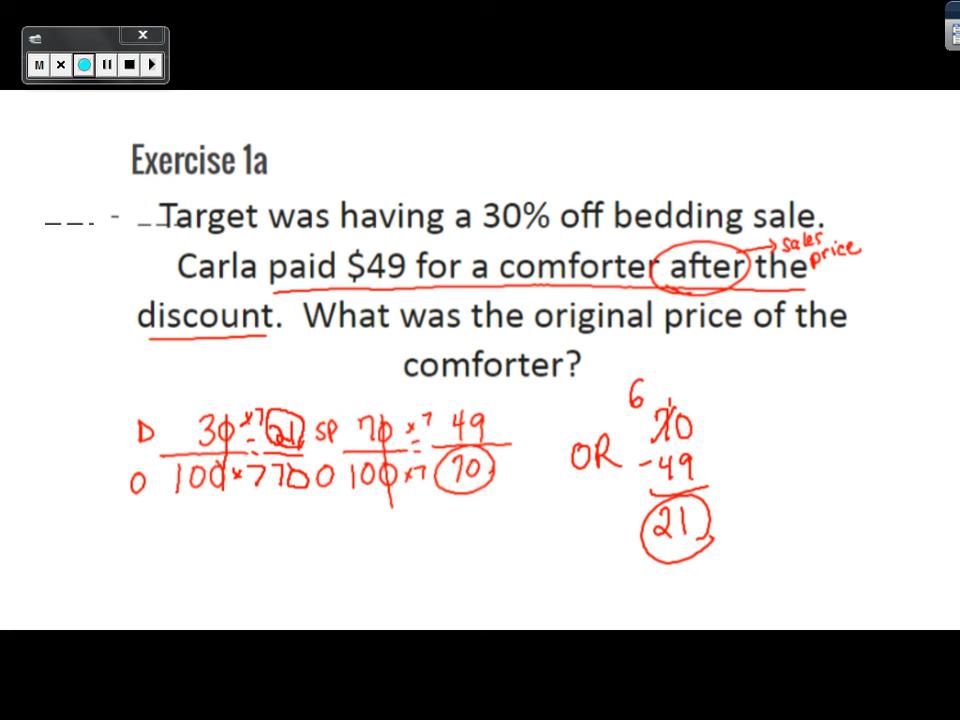 M
Exercise 1a
Target was having a 30% off bedding sale.
sales
price
Carla paid $49 for a comforter after the
discount. What was the original price of the
comforter?
D 30 ×7 = 21 SP 70 ×7 = 49
O 100 ×7 70 O 100 ×7 70
OR
6 1
70
-49
21